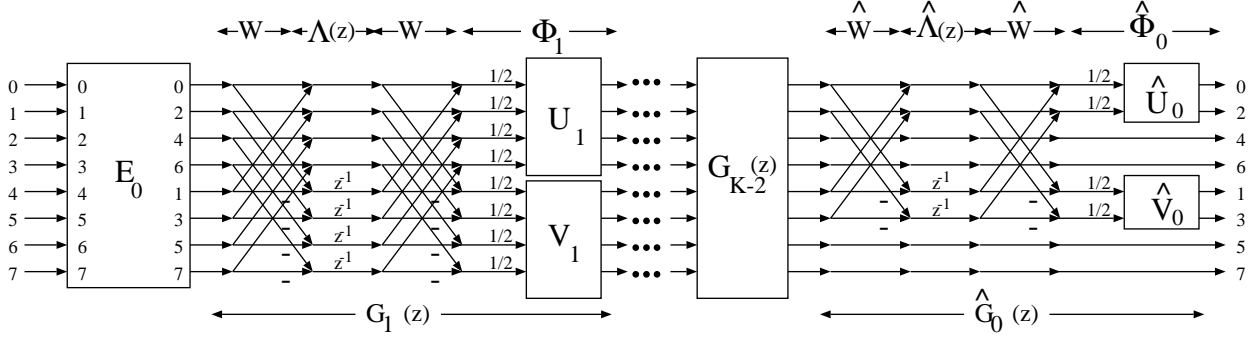 W Λ(z) W Φ1 Ŵ Λ̂(z) Ŵ Φ̂0
1/2 1/2
0 0 0 0
1/2 1/2 Û0
1 1 2 2
1/2 U1
2 2 4 4
1/2
3 3 6 6
E0 GK-2(z)
z-1 1/2 z-1 1/2
4 4 1 1
- - - -
z-1 1/2 z-1 1/2 V̂0
5 5 3 3
- - - -
z-1 1/2 V1
6 6 5 5
- -
z-1 1/2
7 7 7 7
- -
G1(z) Ĝ0(z)